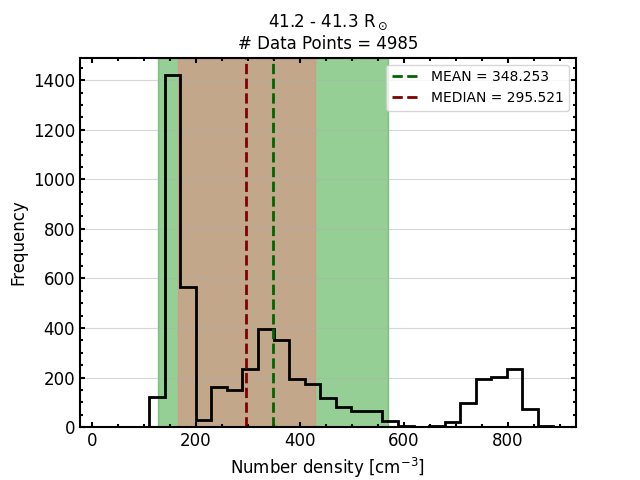 41.2 - 41.3 R⊙
# Data Points = 4985
MEAN = 348.253
MEDIAN = 295.521
Frequency
1400
1200
1000
800
600
400
200
0
0 200 400 600 800
Number density [cm⁻³]